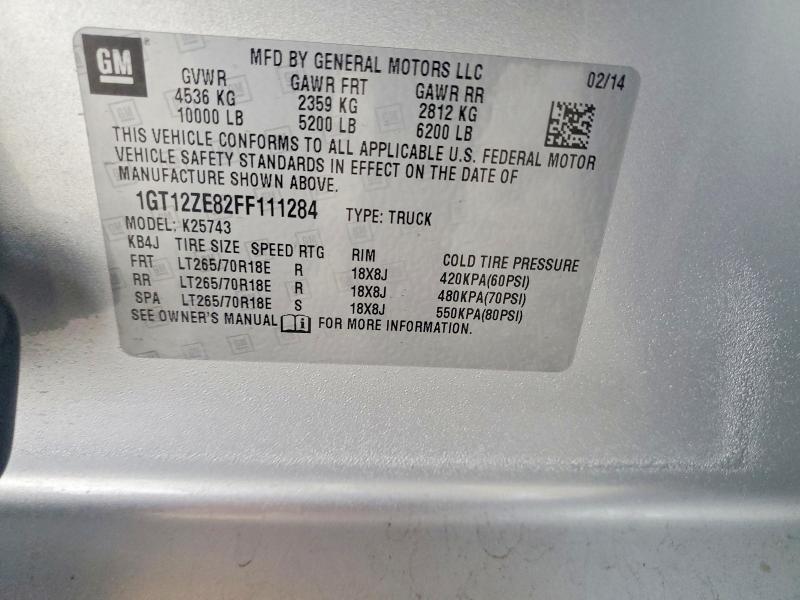 GM
MFD BY GENERAL MOTORS LLC 02/14
GVWR GAWR FRT GAWR RR
4536 KG 2359 KG 2812 KG
10000 LB 5200 LB 6200 LB
THIS VEHICLE CONFORMS TO ALL APPLICABLE U.S. FEDERAL MOTOR
VEHICLE SAFETY STANDARDS IN EFFECT ON THE DATE OF
MANUFACTURE SHOWN ABOVE.
1GT12ZE82FF111284 TYPE: TRUCK
MODEL: K25743
KB4J TIRE SIZE SPEED RTG RIM COLD TIRE PRESSURE
FRT LT265/70R18E R 18X8J 420KPA(60PSI)
RR LT265/70R18E R 18X8J 480KPA(70PSI)
SPA LT265/70R18E S 18X8J 550KPA(80PSI)
SEE OWNER'S MANUAL i FOR MORE INFORMATION.